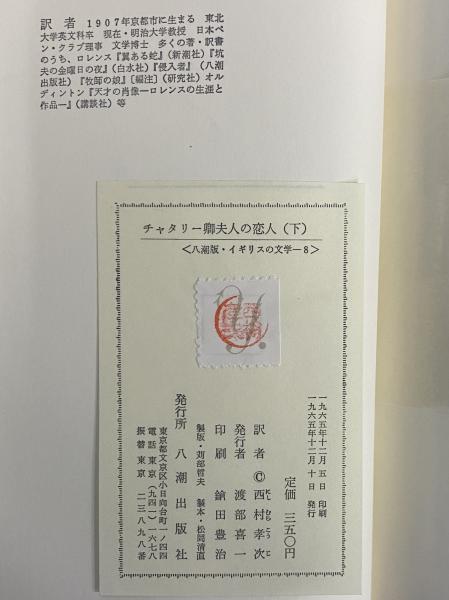 訳者 1907年京都市に生まる 東北
大学英文科卒 現在・明治大学教授 日本ペ
ン・クラブ理事 文学博士 多くの著・訳書
のうち、ロレンス『翼ある蛇』(新潮社)『坑
夫の金曜日の夜』(白水社)『侵入者』(八潮
出版社)『牧師の娘』[編注](研究社)オル
ディントン『天才の肖像—ロレンスの生涯と
作品—』(講談社)等
チャタリー卿夫人の恋人(下)
<八潮版・イギリスの文学—8>
一九六五年十二月五日 印刷
一九六五年十二月十日 発行
定価 三五〇円
訳者 © 西村孝次
にし むら こう じ
発行者 渡部喜一
印刷 鎗田豊治
製版・苅部哲夫 製本・松岡清直
発行所 八潮出版社
東京都文京区小日向台町一ノ四四
電話 東京(九四一)一六七八
振替 東京 二三八九八番